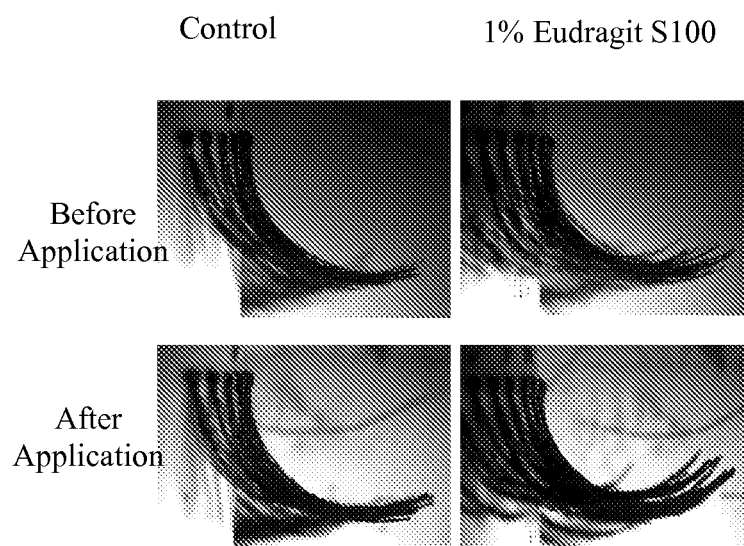 Control
1% Eudragit S100
Before
Application
After
Application